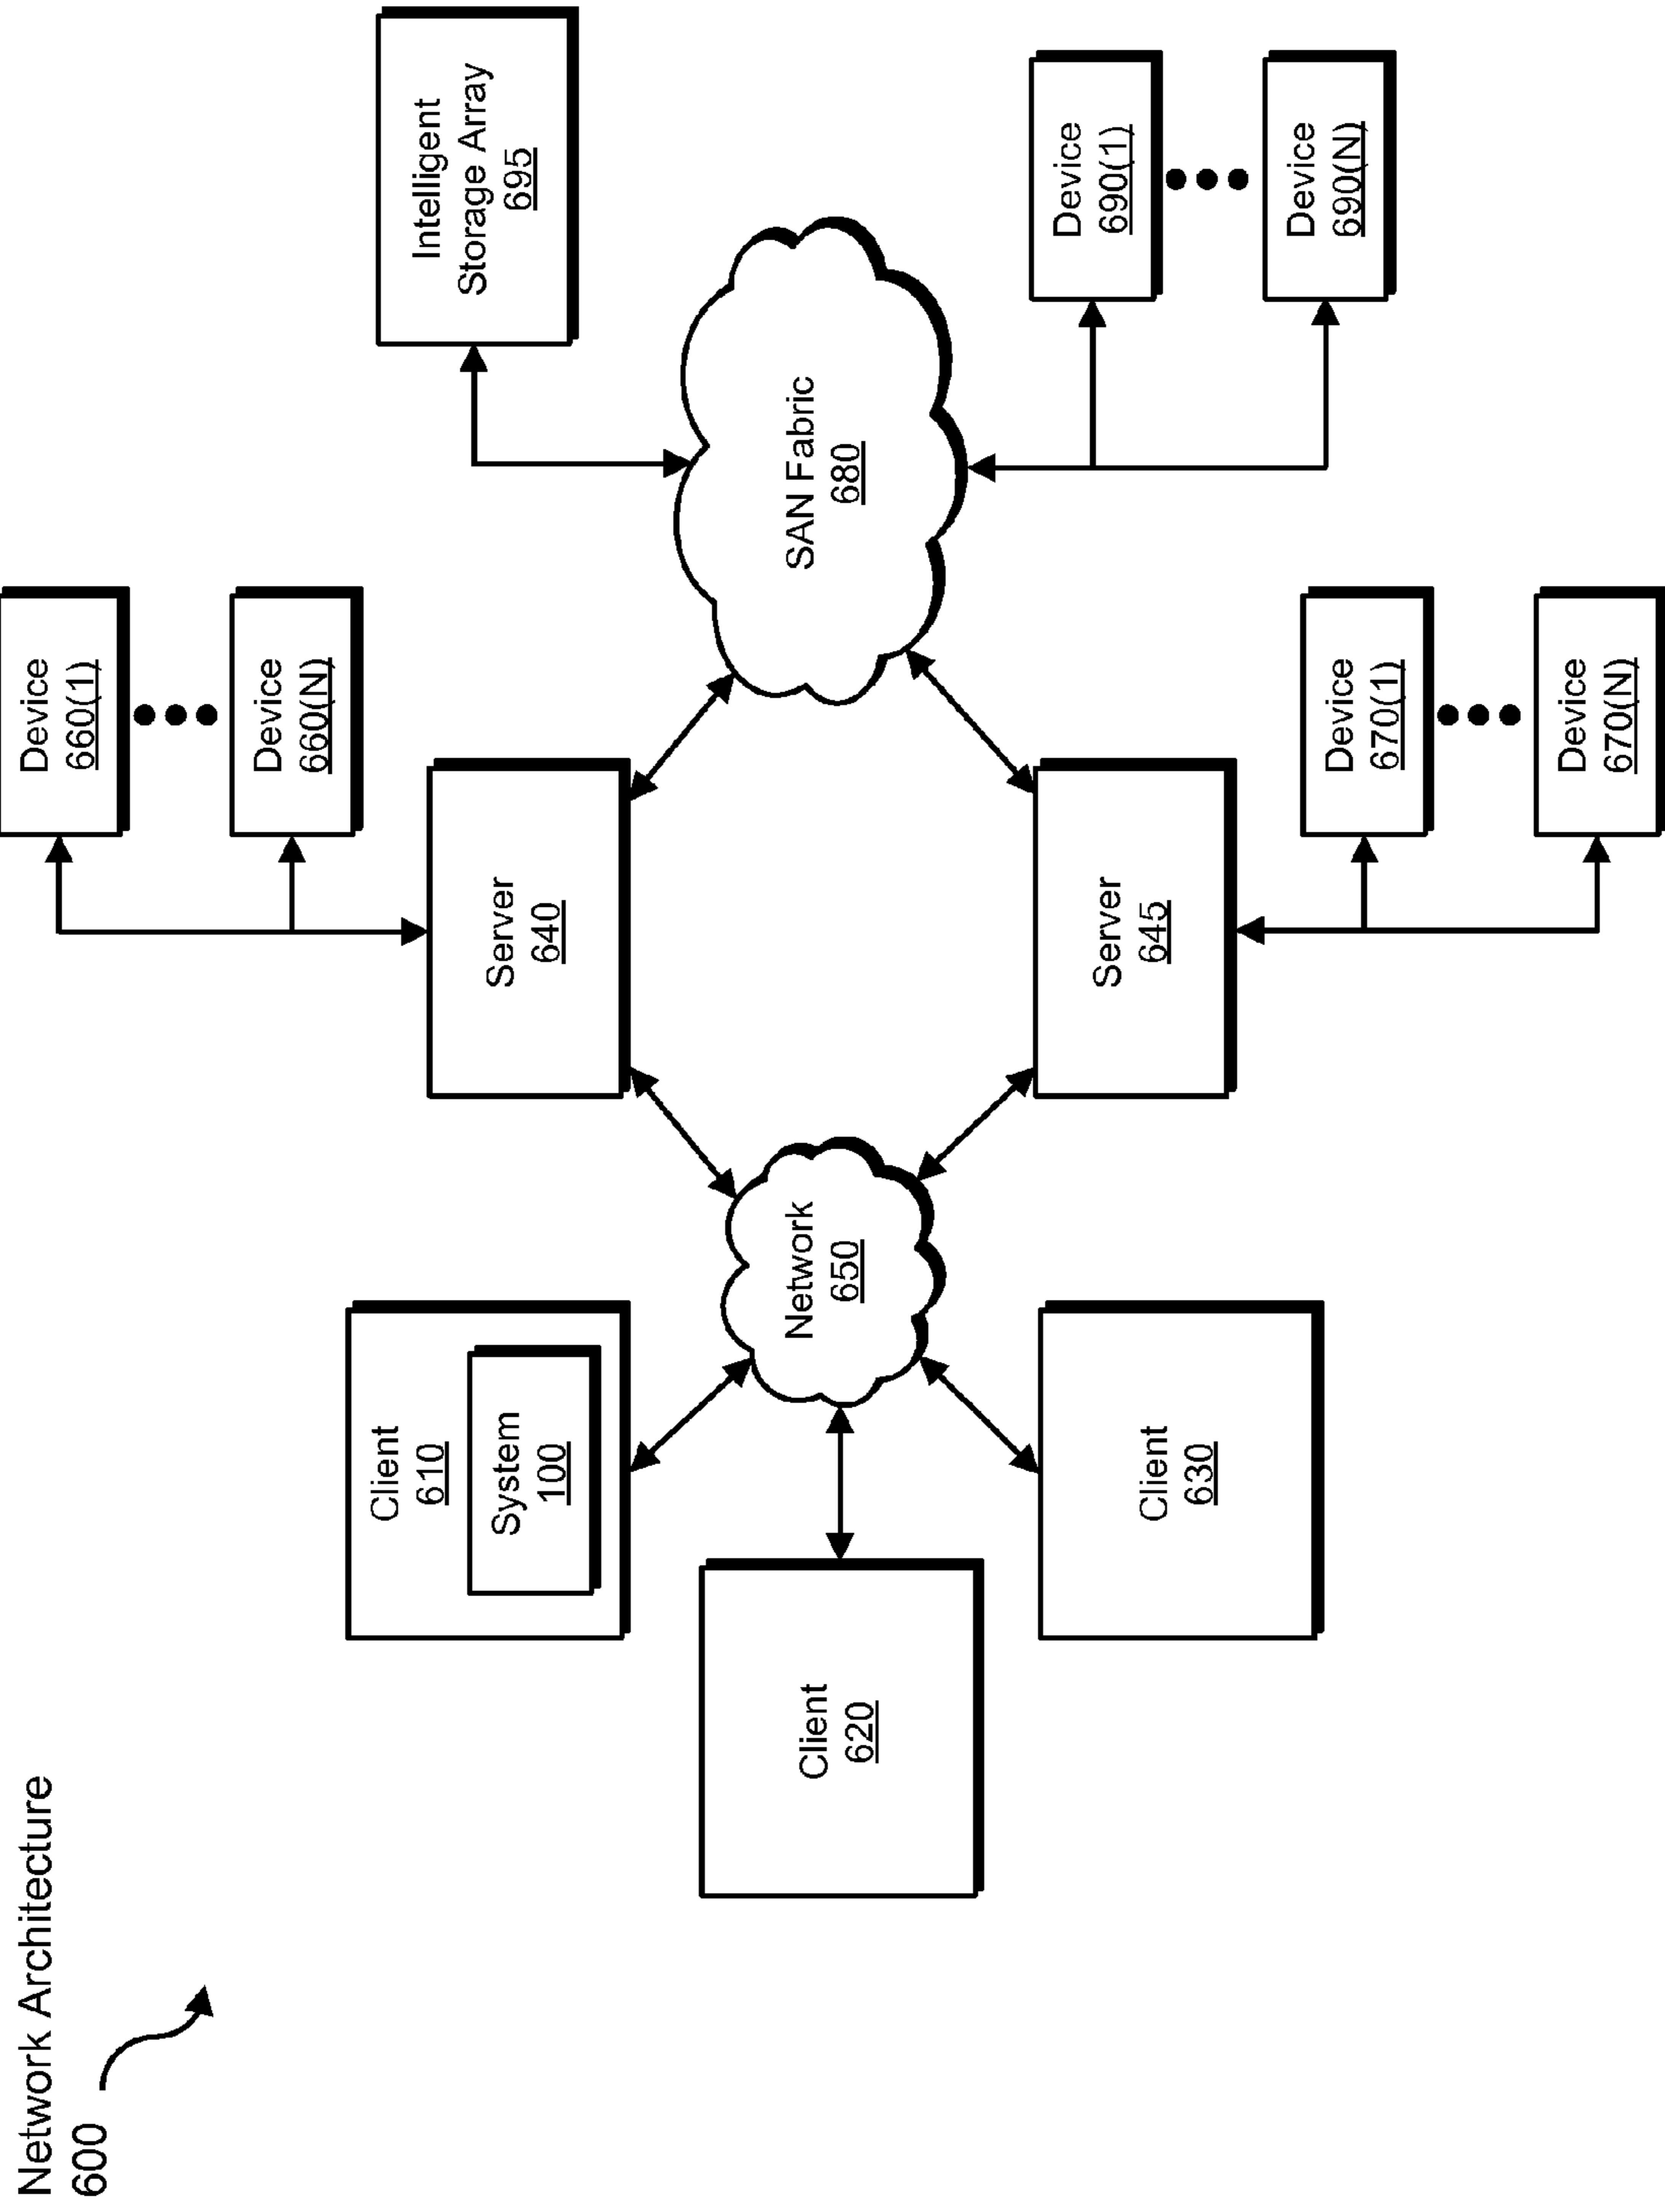 Network Architecture
600
Device
660(1)
Device
660(N)
Intelligent
Storage Array
695
Client
610
System
100
Server
640
Client
620
Network
650
SAN Fabric
680
Client
630
Server
645
Device
690(1)
Device
690(N)
Device
670(1)
Device
670(N)